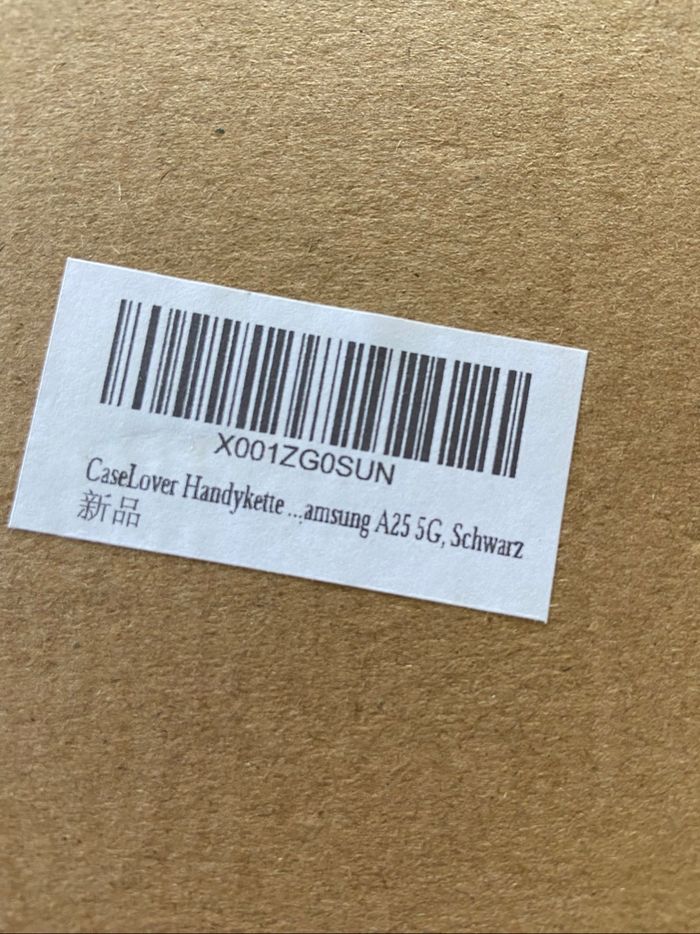 X001ZG0SUN
CaseLover Handykette ...amsung A25 5G, Schwarz
新品